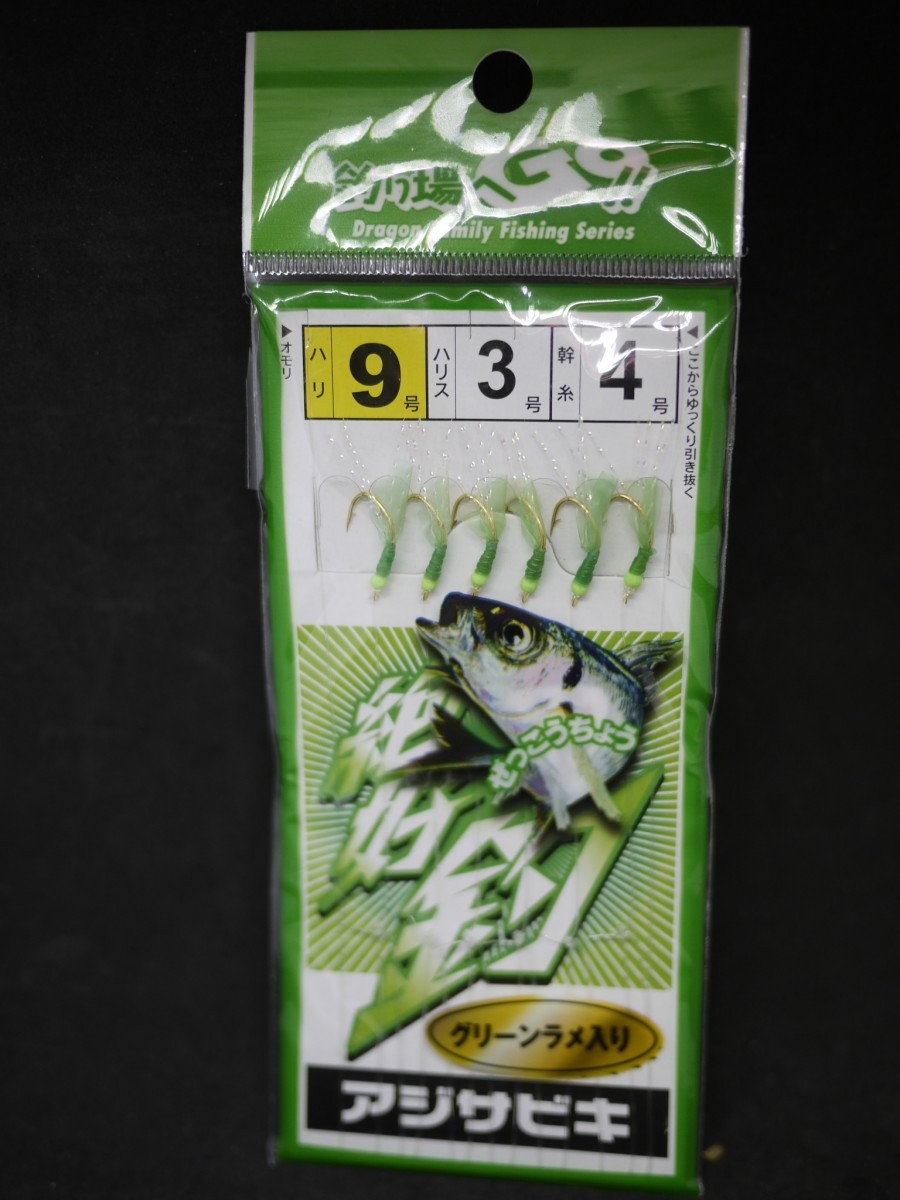 釣り場へGO!!
Dragon Family Fishing Series
▶オモリ
ハリ 9号 ハリス 3号 幹糸 4号
◀ここからゆっくり引き抜く
ぜっこうちょう
絶好釣
グリーンラメ入り
アジサビキ